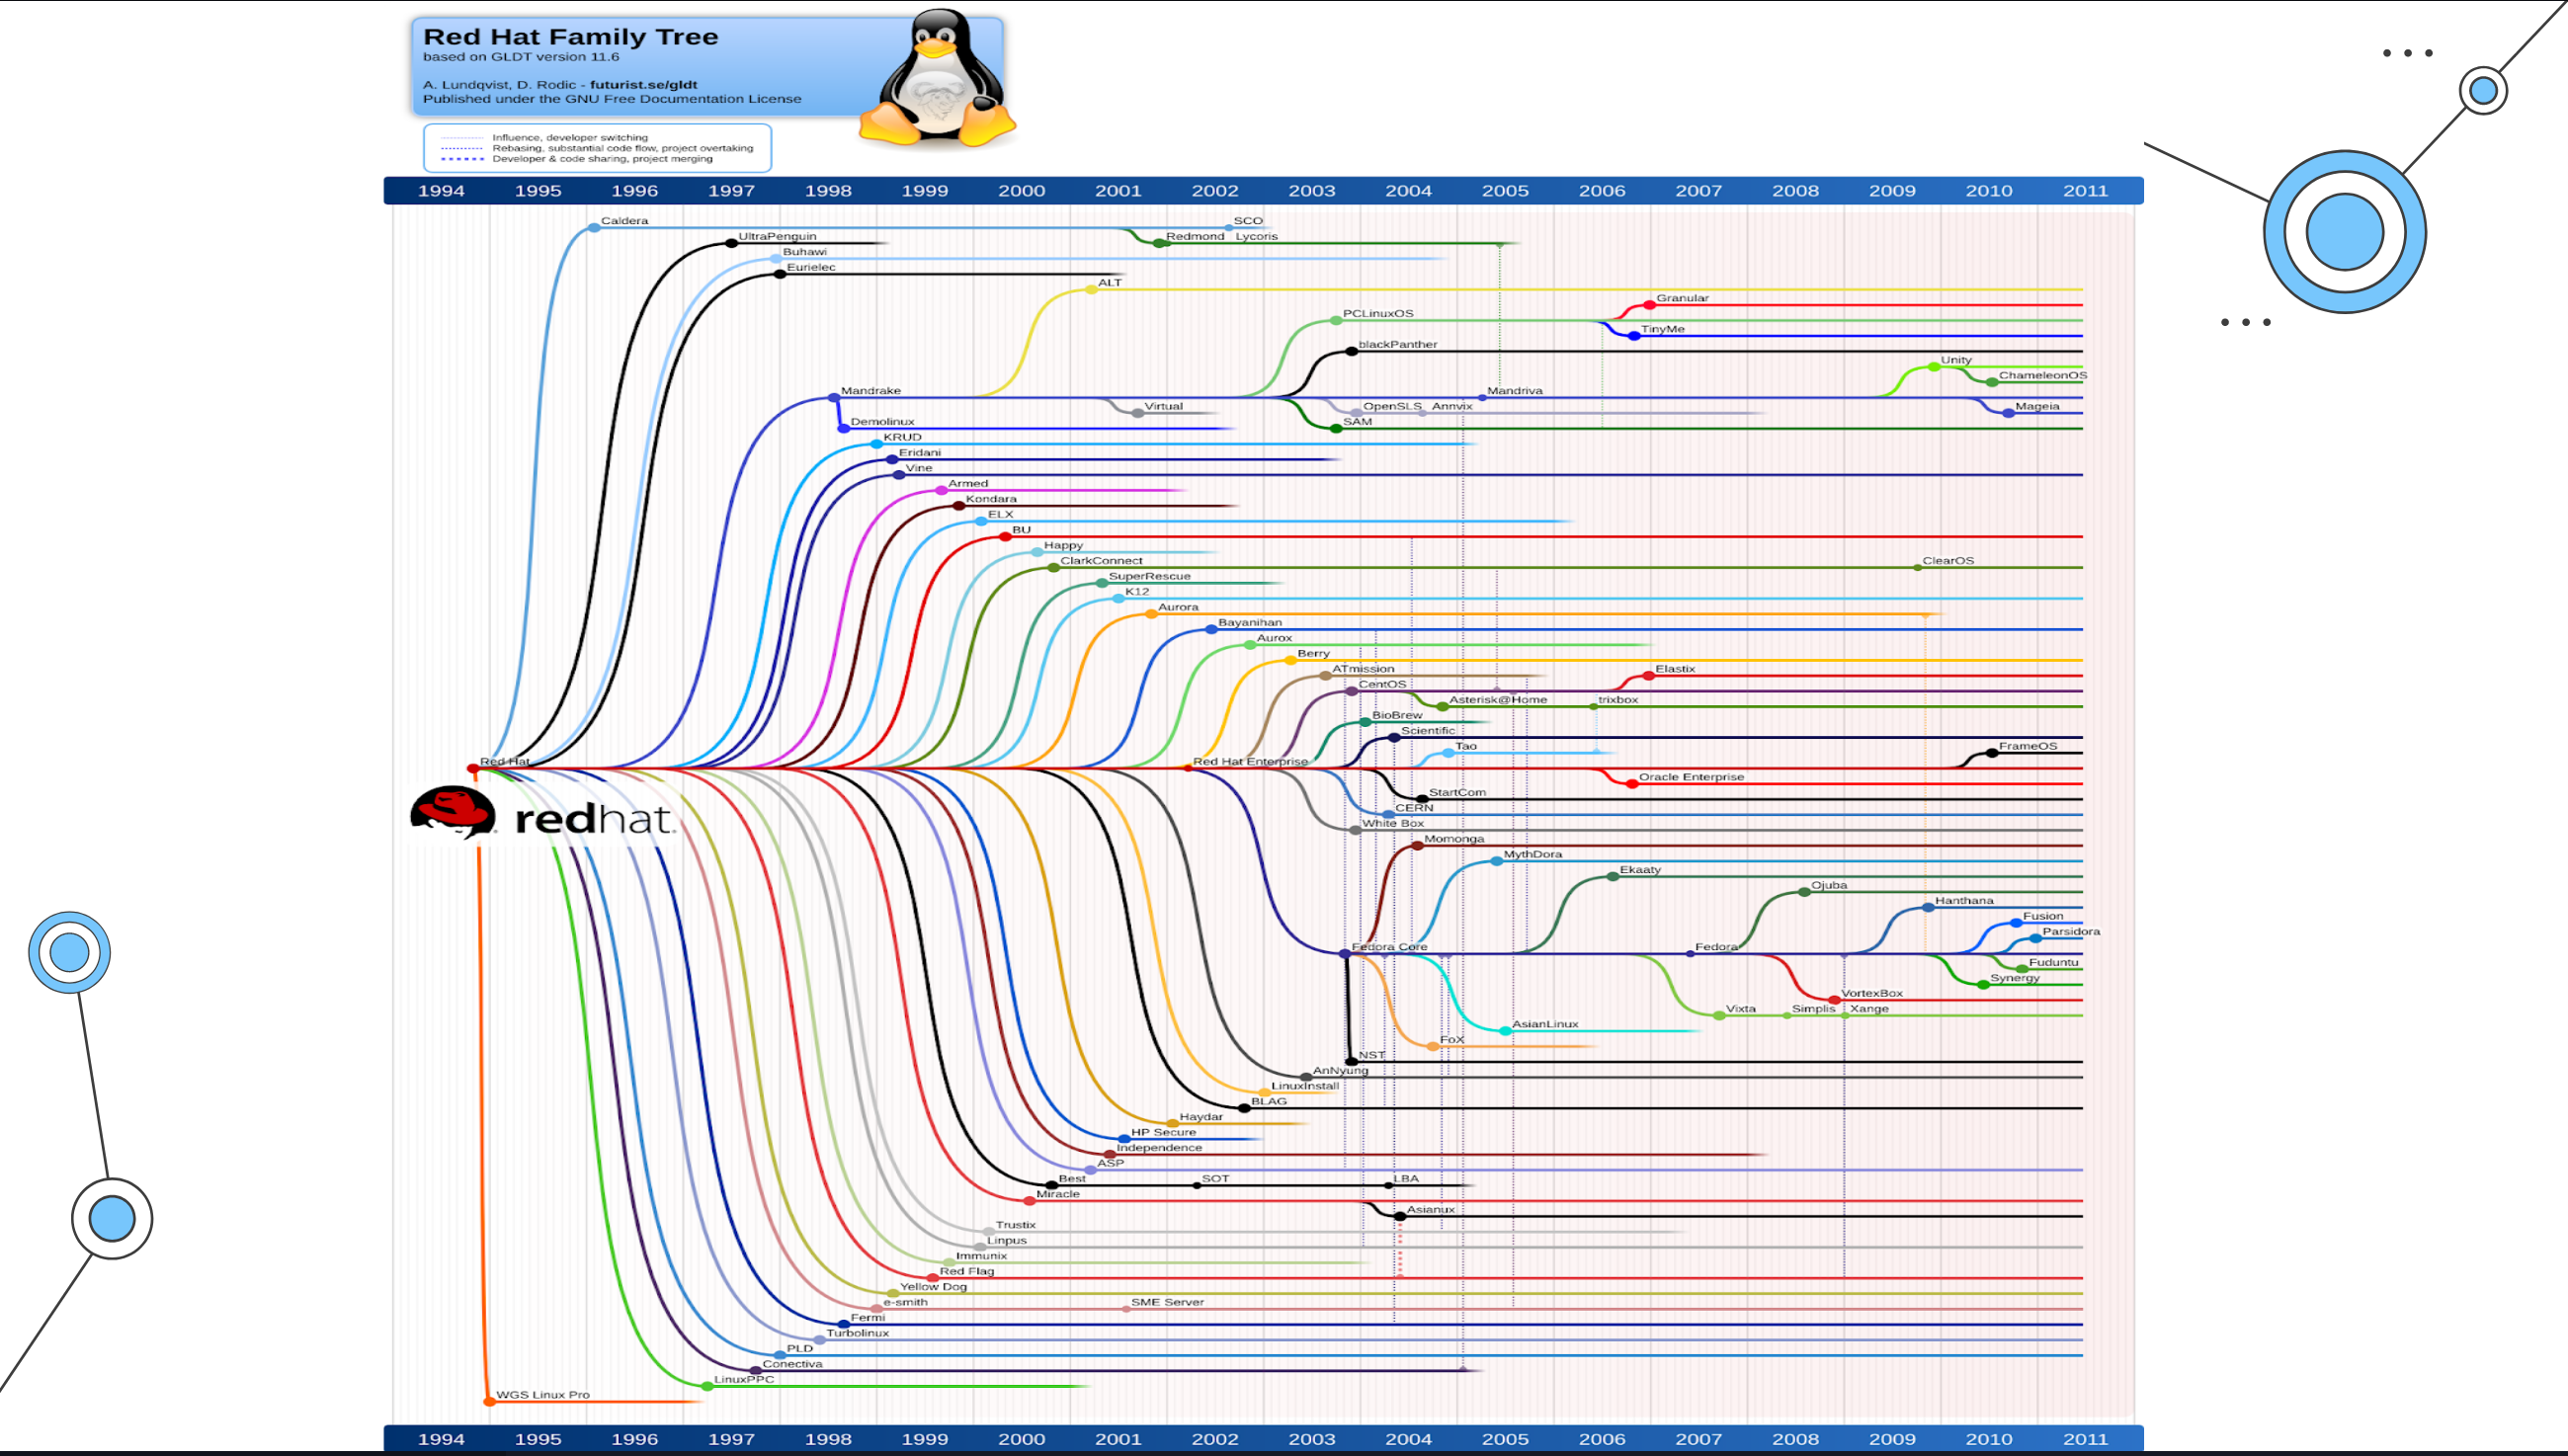 Red Hat Family Tree
based on GLDT version 11.6
A. Lundqvist, D. Rodic - futurist.se/gldt
Published under the GNU Free Documentation License
Influence, developer switching
Rebasing, substantial code flow, project overtaking
Developer & code sharing, project merging
1994 1995 1996 1997 1998 1999 2000 2001 2002 2003 2004 2005 2006 2007 2008 2009 2010 2011
Caldera SCO
UltraPenguin Redmond Lycoris
Buhawi
Eurielec
ALT
Granular
PCLinuxOS
TinyMe
blackPanther
Unity
ChameleonOS
Mandrake Mandriva
Virtual OpenSLS Annvix Mageia
Demolinux SAM
KRUD
Eridani
Vine
Armed
Kondara
ELX
BU
Happy
ClarkConnect ClearOS
SuperRescue
K12
Aurora
Bayanihan
Aurox
Berry
ATmission Elastix
CentOS
Asterisk@Home trixbox
BioBrew
Scientific
Tao FrameOS
Red Hat Red Hat Enterprise
Oracle Enterprise
StartCom
redhat.
CERN
White Box
Momonga
MythDora
Ekaaty
Ojuba
Hanthana
Fusion
Parsidora
Fedora Core Fedora
Fuduntu
Synergy
VortexBox
Vixta Simplis Xange
AsianLinux
FoX
NST
AnNyung
LinuxInstall
BLAG
Haydar
HP Secure
Independence
ASP
Best SOT LBA
Miracle
Asianux
Trustix
Linpus
Immunix
Red Flag
Yellow Dog
e-smith SME Server
Fermi
Turbolinux
PLD
Conectiva
LinuxPPC
WGS Linux Pro
1994 1995 1996 1997 1998 1999 2000 2001 2002 2003 2004 2005 2006 2007 2008 2009 2010 2011